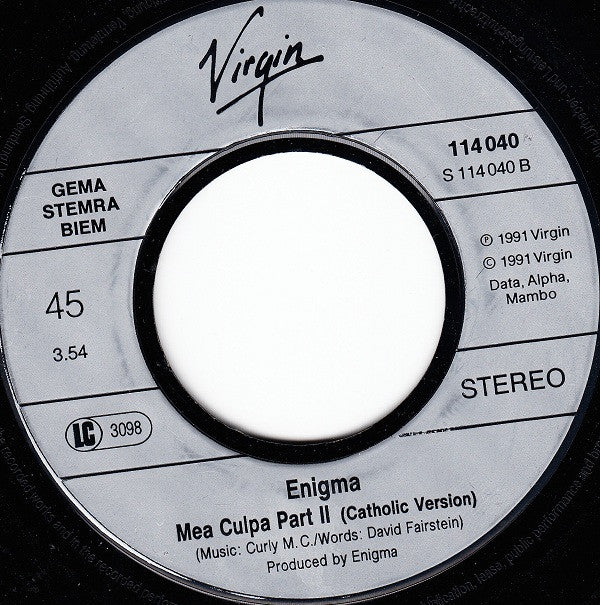 Virgin
114 040
S 114 040 B
GEMA
STEMRA
BIEM
℗ 1991 Virgin
© 1991 Virgin
Data, Alpha,
Mambo
45
3.54
STEREO
LC 3098
Enigma
Mea Culpa Part II (Catholic Version)
(Music: Curly M.C./Words: David Fairstein)
Produced by Enigma